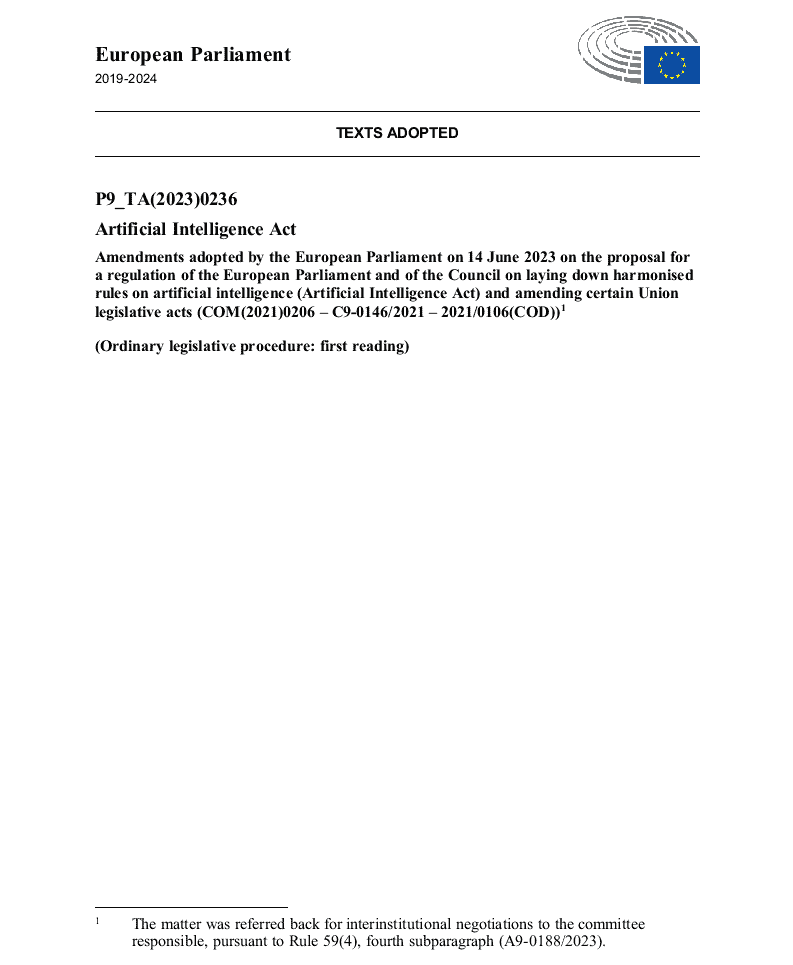 European Parliament
2019-2024
TEXTS ADOPTED
P9_TA(2023)0236
Artificial Intelligence Act
Amendments adopted by the European Parliament on 14 June 2023 on the proposal for
a regulation of the European Parliament and of the Council on laying down harmonised
rules on artificial intelligence (Artificial Intelligence Act) and amending certain Union
legislative acts (COM(2021)0206 – C9-0146/2021 – 2021/0106(COD))1
(Ordinary legislative procedure: first reading)
1 The matter was referred back for interinstitutional negotiations to the committee
responsible, pursuant to Rule 59(4), fourth subparagraph (A9-0188/2023).